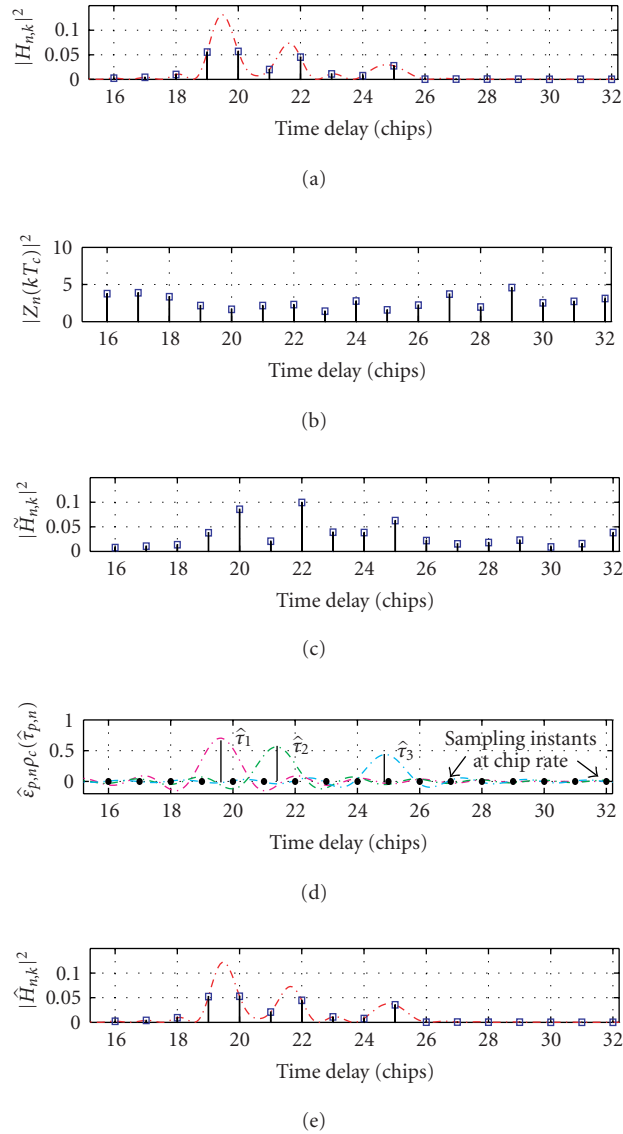 |H_{n,k}|^2
0.1
0.05
0
16 18 20 22 24 26 28 30 32
Time delay (chips)
(a)
|Z_n(kT_c)|^2
10
5
0
16 18 20 22 24 26 28 30 32
Time delay (chips)
(b)
|H̃_{n,k}|^2
0.1
0.05
0
16 18 20 22 24 26 28 30 32
Time delay (chips)
(c)
ε̂_{p,n}ρ_c(τ̂_{p,n})
1
0.5
0
τ̂_1
τ̂_2
τ̂_3
Sampling instants
at chip rate
16 18 20 22 24 26 28 30 32
Time delay (chips)
(d)
|Ĥ_{n,k}|^2
0.1
0.05
0
16 18 20 22 24 26 28 30 32
Time delay (chips)
(e)